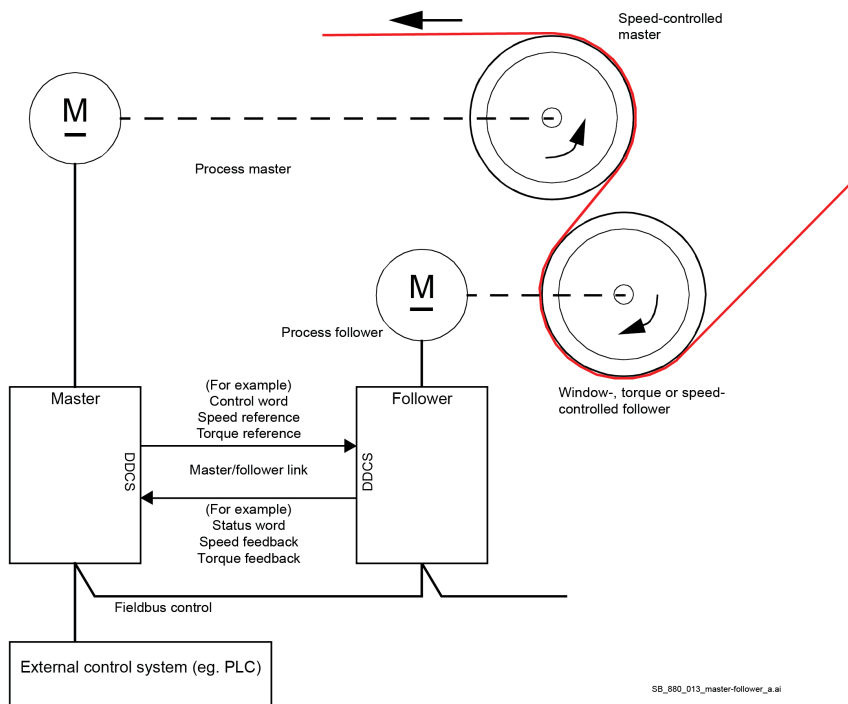 Speed-controlled
master
M
Process master
M
Process follower
Window-, torque or speed-
controlled follower
Master
DDCS
(For example)
Control word
Speed reference
Torque reference
Master/follower link
(For example)
Status word
Speed feedback
Torque feedback
Follower
DDCS
Fieldbus control
External control system (eg. PLC)
SB_880_013_master-follower_a.ai